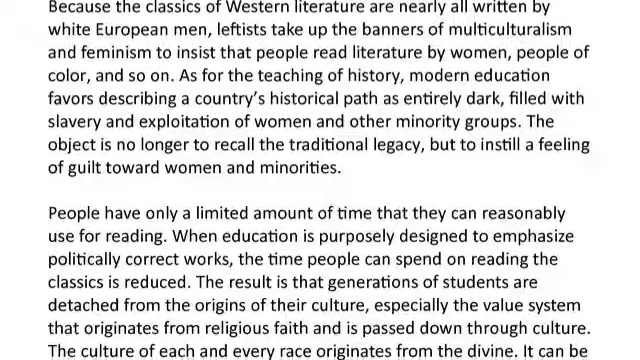 Because the classics of Western literature are nearly all written by
white European men, leftists take up the banners of multiculturalism
and feminism to insist that people read literature by women, people of
color, and so on. As for the teaching of history, modern education
favors describing a country's historical path as entirely dark, filled with
slavery and exploitation of women and other minority groups. The
object is no longer to recall the traditional legacy, but to instill a feeling
of guilt toward women and minorities.
People have only a limited amount of time that they can reasonably
use for reading. When education is purposely designed to emphasize
politically correct works, the time people can spend on reading the
classics is reduced. The result is that generations of students are
detached from the origins of their culture, especially the value system
that originates from religious faith and is passed down through culture.
The culture of each and every race originates from the divine. It can be